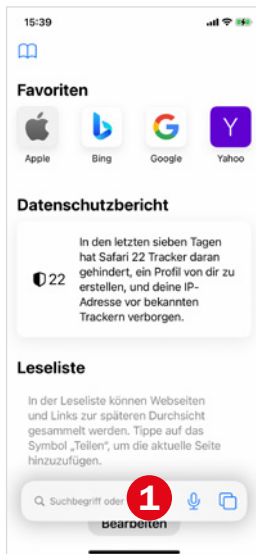 15:39
Favoriten
G
Y
Apple Bing Google Yahoo
Datenschutzbericht
In den letzten sieben Tagen
hat Safari 22 Tracker daran
gehindert, ein Profil von dir zu
22
erstellen, und deine IP-
Adresse vor bekannten
Trackern verborgen.
Leseliste
In der Leseliste können Webseiten
und Links zur späteren Durchsicht
gesammelt werden. Tippe auf das
Symbol „Teilen", um die aktuelle Seite
hinzuzufügen.
Suchbegriff oder
1
Bearbeiten